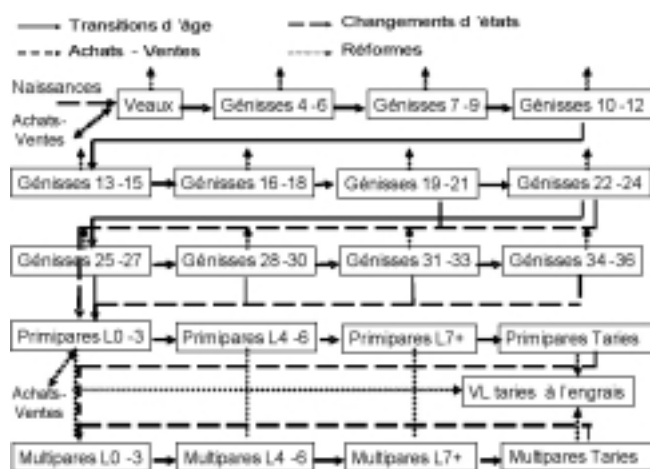 Transitions d 'âge
Changements d 'états
Achats - Ventes
Réformes
Naissances
Veaux
Génisses 4 -6
Génisses 7 -9
Génisses 10 -12
Achats-
Ventes
Génisses 13 -15
Génisses 16 -18
Génisses 19 -21
Génisses 22 -24
Génisses 25 -27
Génisses 28 -30
Génisses 31 -33
Génisses 34 -36
Primipares L0 -3
Primipares L4 -6
Primipares L7+
Primipares Taries
Achats-
Ventes
VL taries à l'engrais
Multipares L0 -3
Multipares L4 -6
Multipares L7+
Multipares Taries